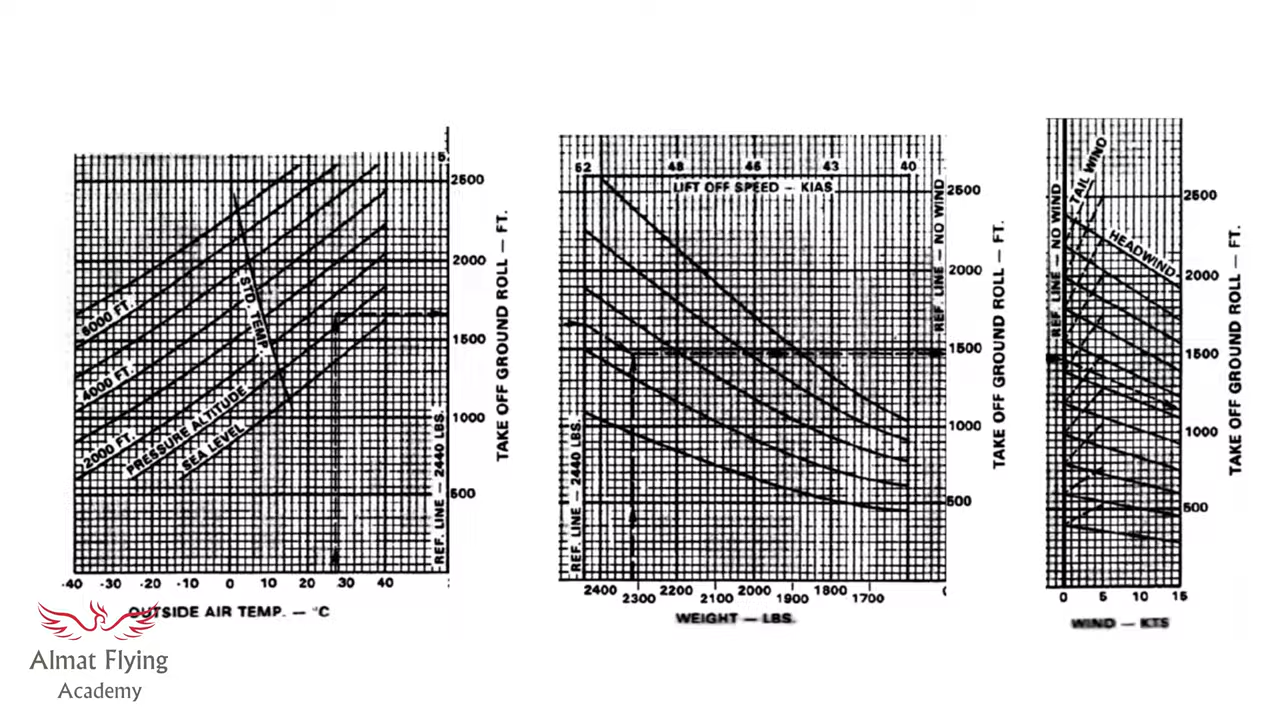 2500
2000
1500
1000
500
6000 FT.
4000 FT.
2000 FT.
PRESSURE ALTITUDE
SEA LEVEL
STD. TEMP.
REF. LINE — 2440 LBS.
TAKE OFF GROUND ROLL — FT.
-40 -30 -20 -10 0 10 20 30 40
OUTSIDE AIR TEMP. — °C
52 48 46 43 40
LIFT OFF SPEED — KIAS
REF. LINE — NO WIND
2500
2000
1500
1000
500
TAKE OFF GROUND ROLL — FT.
REF. LINE — 2440 LBS.
2400 2300 2200 2100 2000 1900 1800 1700
WEIGHT — LBS.
REF. LINE — NO WIND
TAIL WIND
HEADWIND
2500
2000
1500
1000
500
TAKE OFF GROUND ROLL — FT.
0 5 10 15
WIND — KTS
Almat Flying
Academy